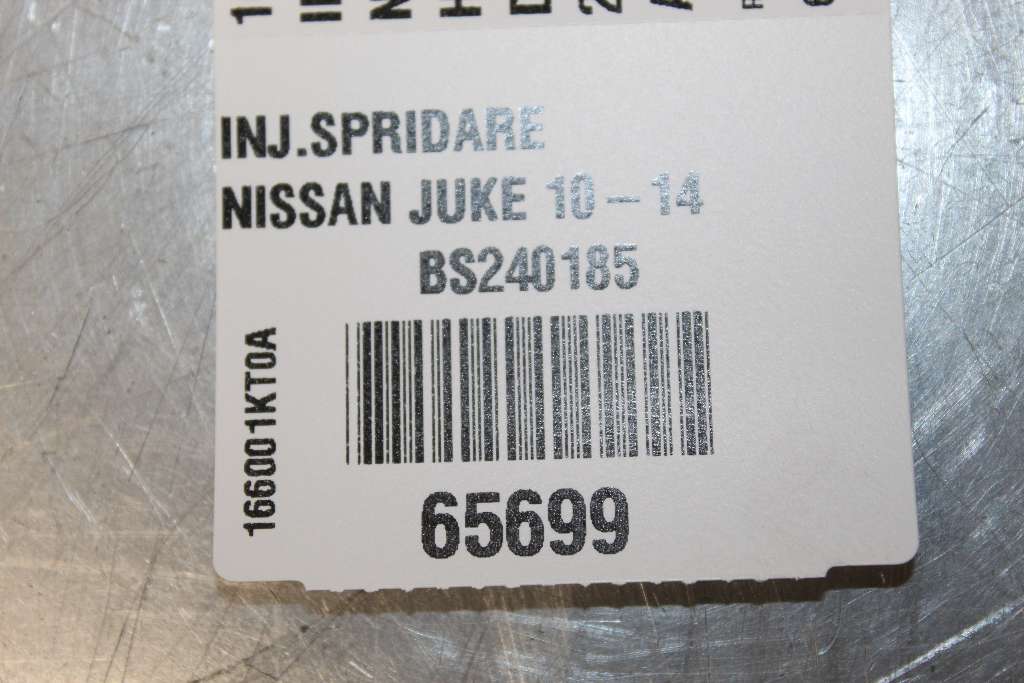 INJ.SPRIDARE
NISSAN JUKE 10-14
BS240185
166001KT0A
65699